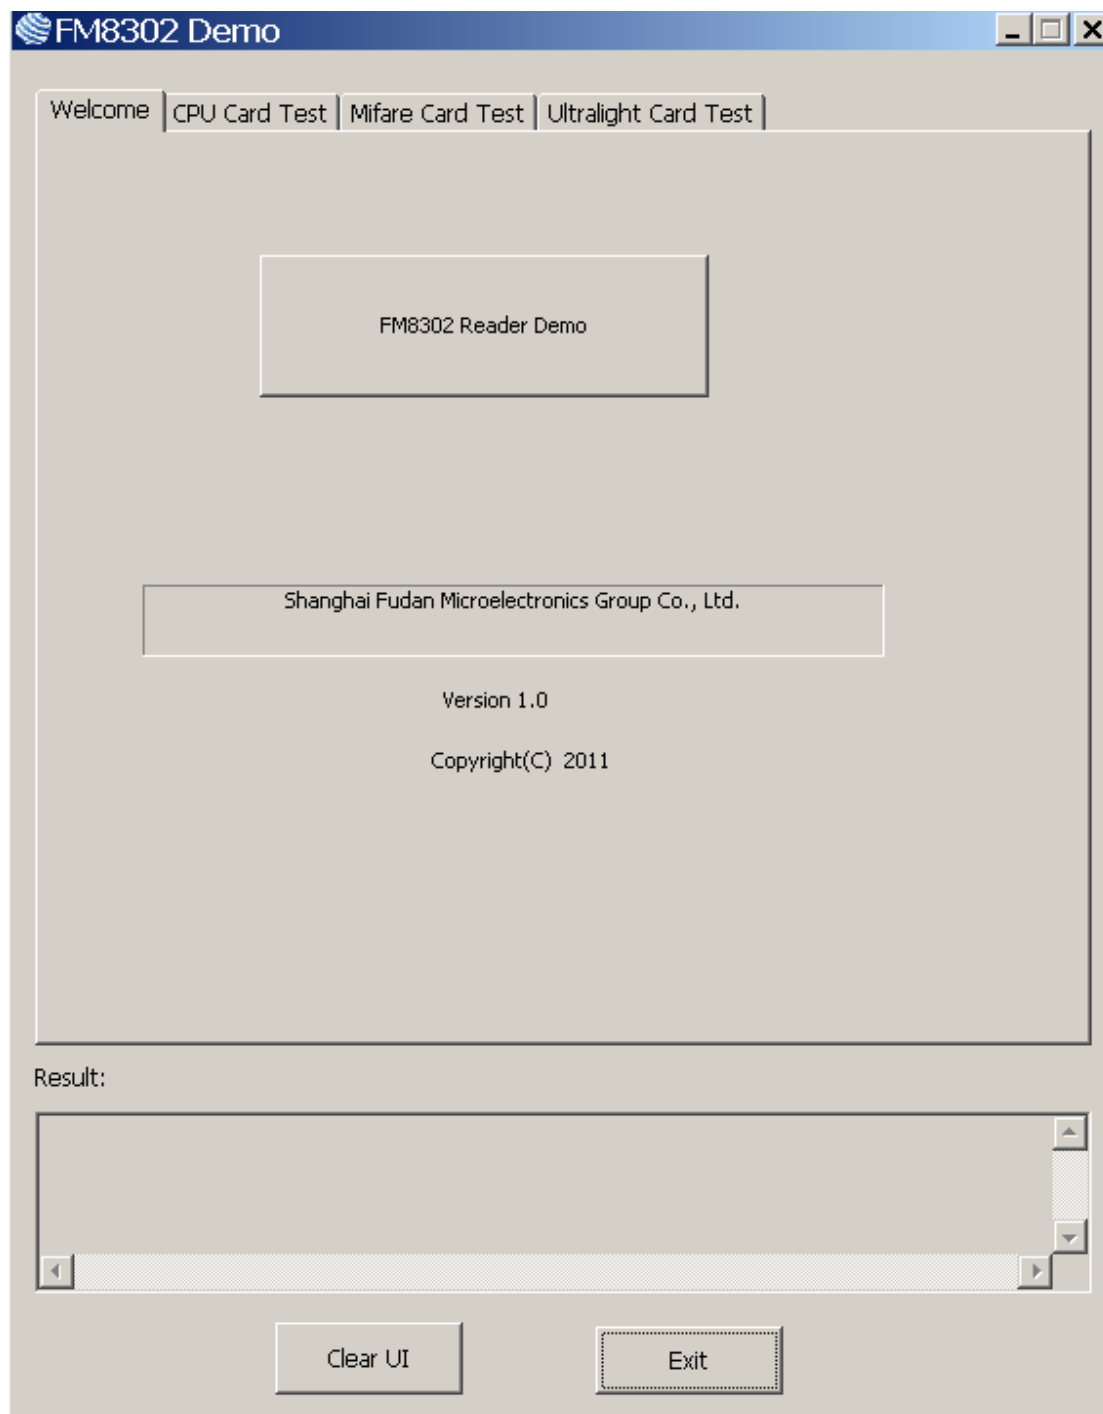 FM8302 Demo
Welcome CPU Card Test Mifare Card Test Ultralight Card Test
FM8302 Reader Demo
Shanghai Fudan Microelectronics Group Co., Ltd.
Version 1.0
Copyright(C) 2011
Result:
Clear UI Exit